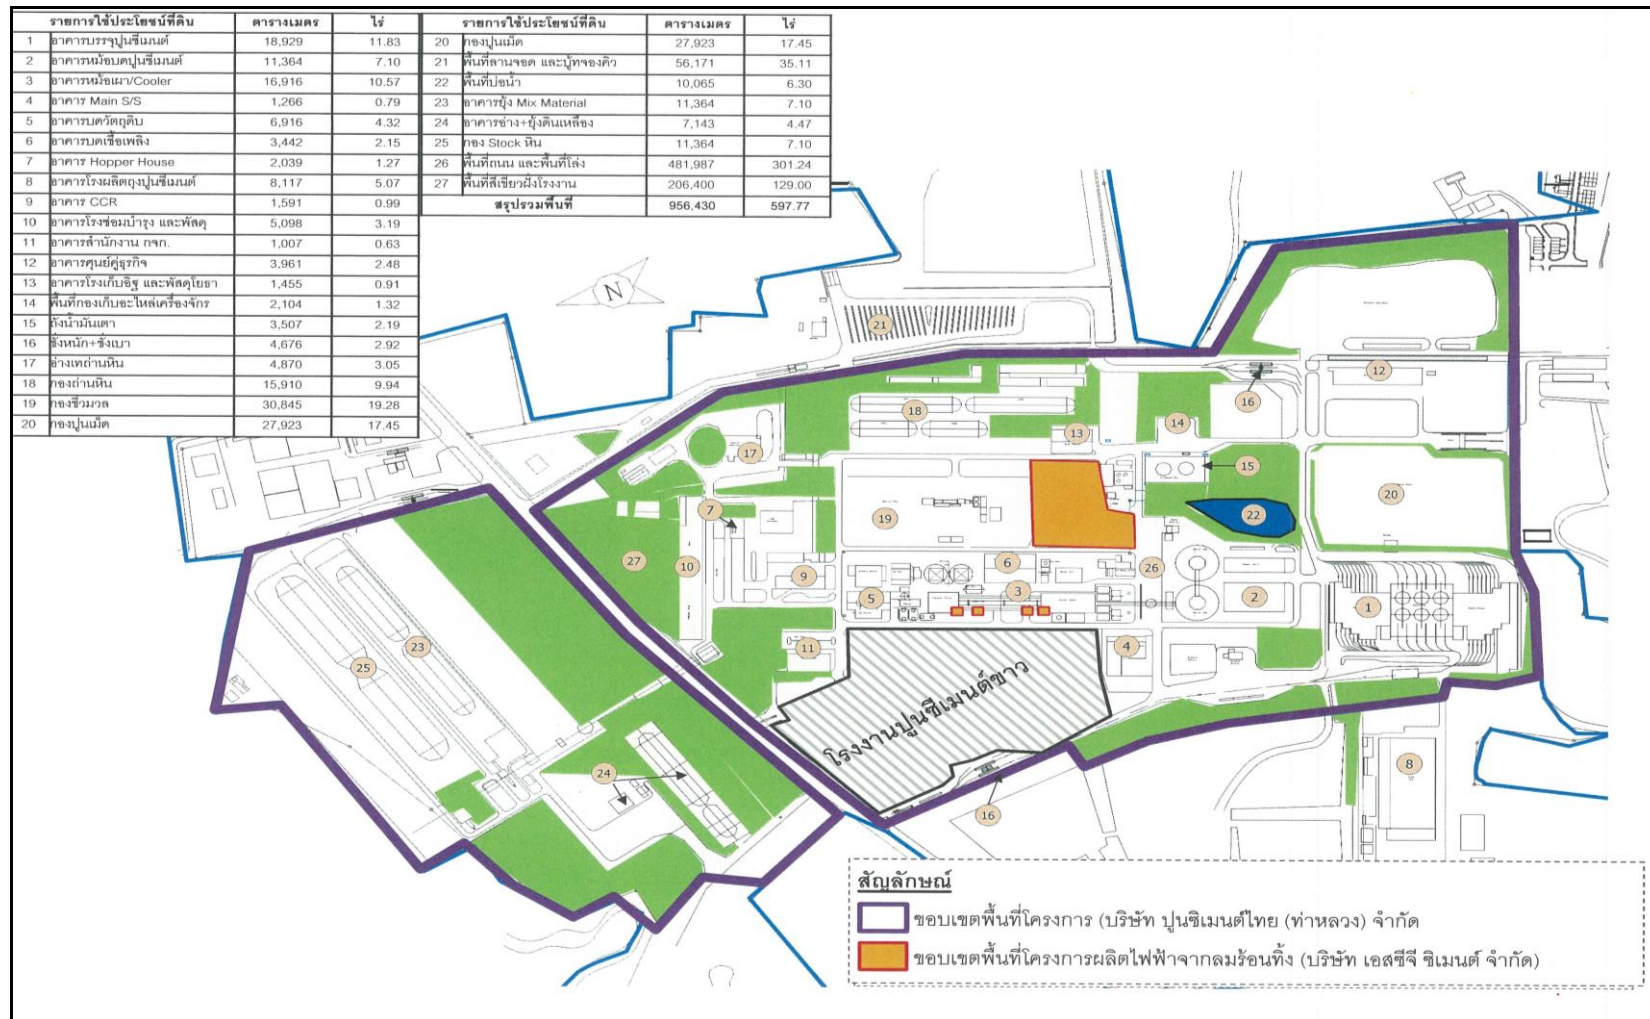 รายการใช้ประโยชน์ที่ดิน ตารางเมตร ไร่
1 อาคารบรรจุปูนซีเมนต์ 18,929 11.83
2 อาคารหม้อบดปูนซีเมนต์ 11,364 7.10
3 อาคารหม้อเผา/Cooler 16,916 10.57
4 อาคาร Main S/S 1,266 0.79
5 อาคารบดวัตถุดิบ 6,916 4.32
6 อาคารบดเชื้อเพลิง 3,442 2.15
7 อาคาร Hopper House 2,039 1.27
8 อาคารโรงผลิตถุงปูนซีเมนต์ 8,117 5.07
9 อาคาร CCR 1,591 0.99
10 อาคารโรงซ่อมบำรุง และพัสดุ 5,098 3.19
11 อาคารสำนักงาน กจก. 1,007 0.63
12 อาคารศูนย์คู่ธุรกิจ 3,961 2.48
13 อาคารโรงเก็บอิฐ และพัสดุโยธา 1,455 0.91
14 พื้นที่กองเก็บอะไหล่เครื่องจักร 2,104 1.32
15 ถังน้ำมันเตา 3,507 2.19
16 ชั่งหนัก+ชั่งเบา 4,676 2.92
17 อ่างเทถ่านหิน 4,870 3.05
18 กองถ่านหิน 15,910 9.94
19 กองชีวมวล 30,845 19.28
20 กองปูนเม็ด 27,923 17.45
รายการใช้ประโยชน์ที่ดิน ตารางเมตร ไร่
20 กองปูนเม็ด 27,923 17.45
21 พื้นที่ลานจอด และบู้ทจองคิว 56,171 35.11
22 พื้นที่บ่อน้ำ 10,065 6.30
23 อาคารยุ้ง Mix Material 11,364 7.10
24 อาคารอ่าง+ยุ้งดินเหลือง 7,143 4.47
25 กอง Stock หิน 11,364 7.10
26 พื้นที่ถนน และพื้นที่โล่ง 481,987 301.24
27 พื้นที่สีเขียวฝั่งโรงงาน 206,400 129.00
สรุปรวมพื้นที่ 956,430 597.77
N
21
12
16
18
14
13
17
15
20
22
19
7
27
10
6
26
9
3
5
2
1
11
4
23
25
โรงงานปูนซีเมนต์ขาว
24
8
16
สัญลักษณ์
ขอบเขตพื้นที่โครงการ (บริษัท ปูนซิเมนต์ไทย (ท่าหลวง) จำกัด
ขอบเขตพื้นที่โครงการผลิตไฟฟ้าจากลมร้อนทิ้ง (บริษัท เอสซีจี ซิเมนต์ จำกัด)